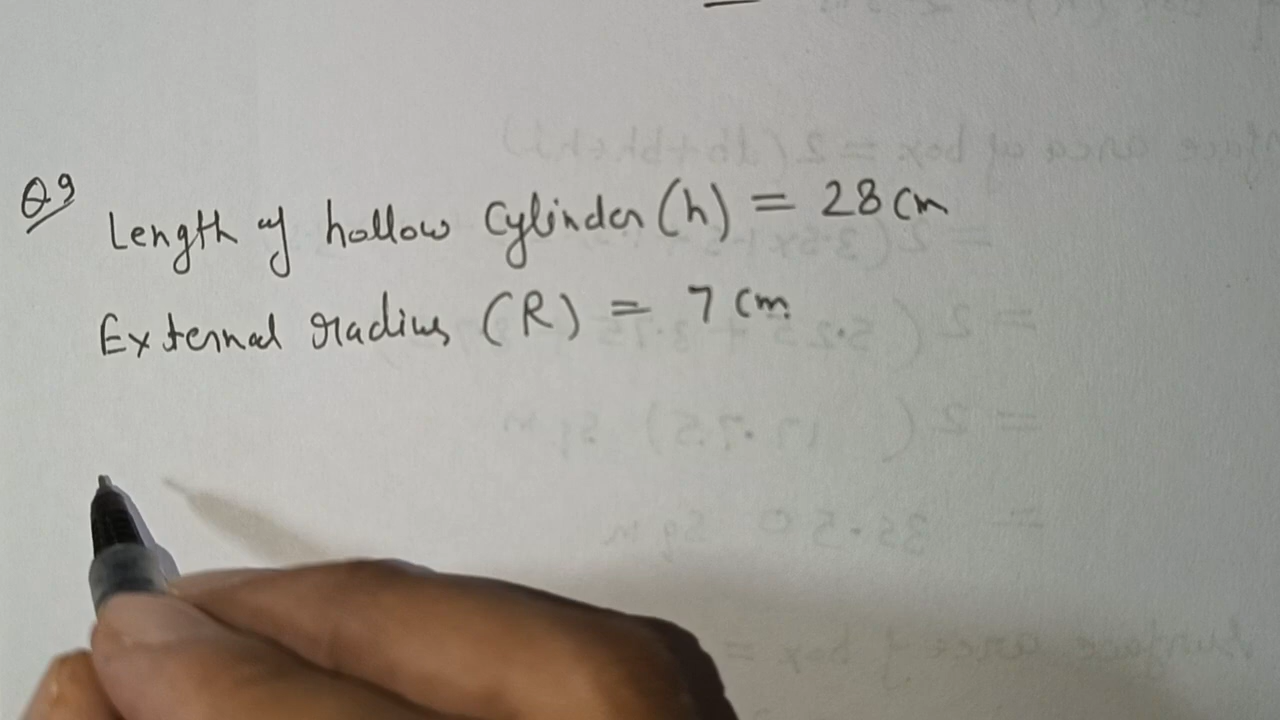 Q9
Length of hollow Cylinder (h) = 28 cm
External radius (R) = 7 cm